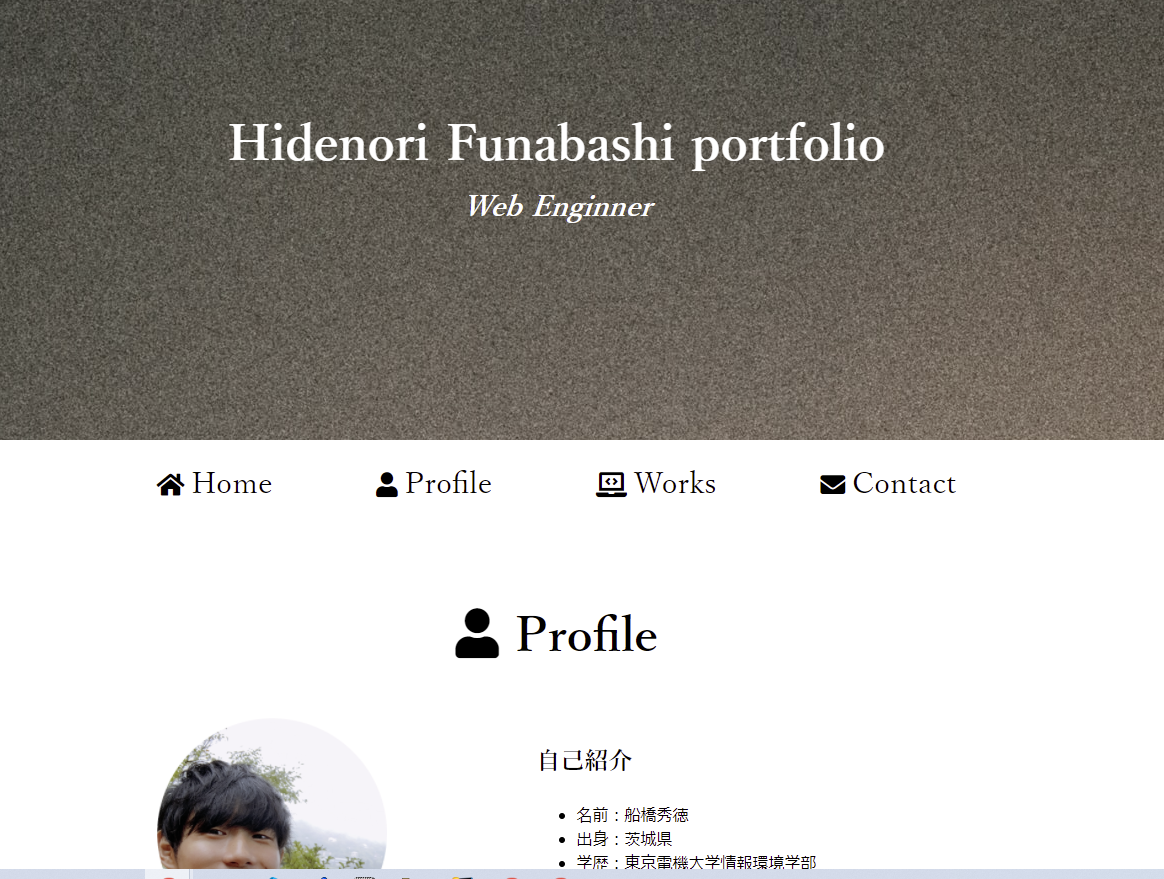 Hidenori Funabashi portfolio
Web Enginner
Home Profile Works Contact
Profile
自己紹介
名前：船橋秀徳
出身：茨城県
学歴：東京電機大学情報環境学部